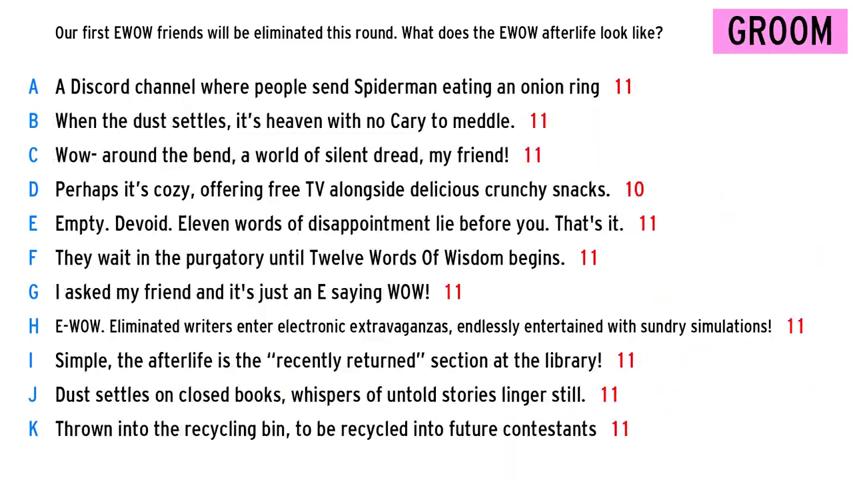 Our first EWOW friends will be eliminated this round. What does the EWOW afterlife look like?
GROOM
A A Discord channel where people send Spiderman eating an onion ring 11
B When the dust settles, it's heaven with no Cary to meddle. 11
C Wow- around the bend, a world of silent dread, my friend! 11
D Perhaps it's cozy, offering free TV alongside delicious crunchy snacks. 10
E Empty. Devoid. Eleven words of disappointment lie before you. That's it. 11
F They wait in the purgatory until Twelve Words Of Wisdom begins. 11
G I asked my friend and it's just an E saying WOW! 11
H E-WOW. Eliminated writers enter electronic extravaganzas, endlessly entertained with sundry simulations! 11
I Simple, the afterlife is the “recently returned” section at the library! 11
J Dust settles on closed books, whispers of untold stories linger still. 11
K Thrown into the recycling bin, to be recycled into future contestants 11